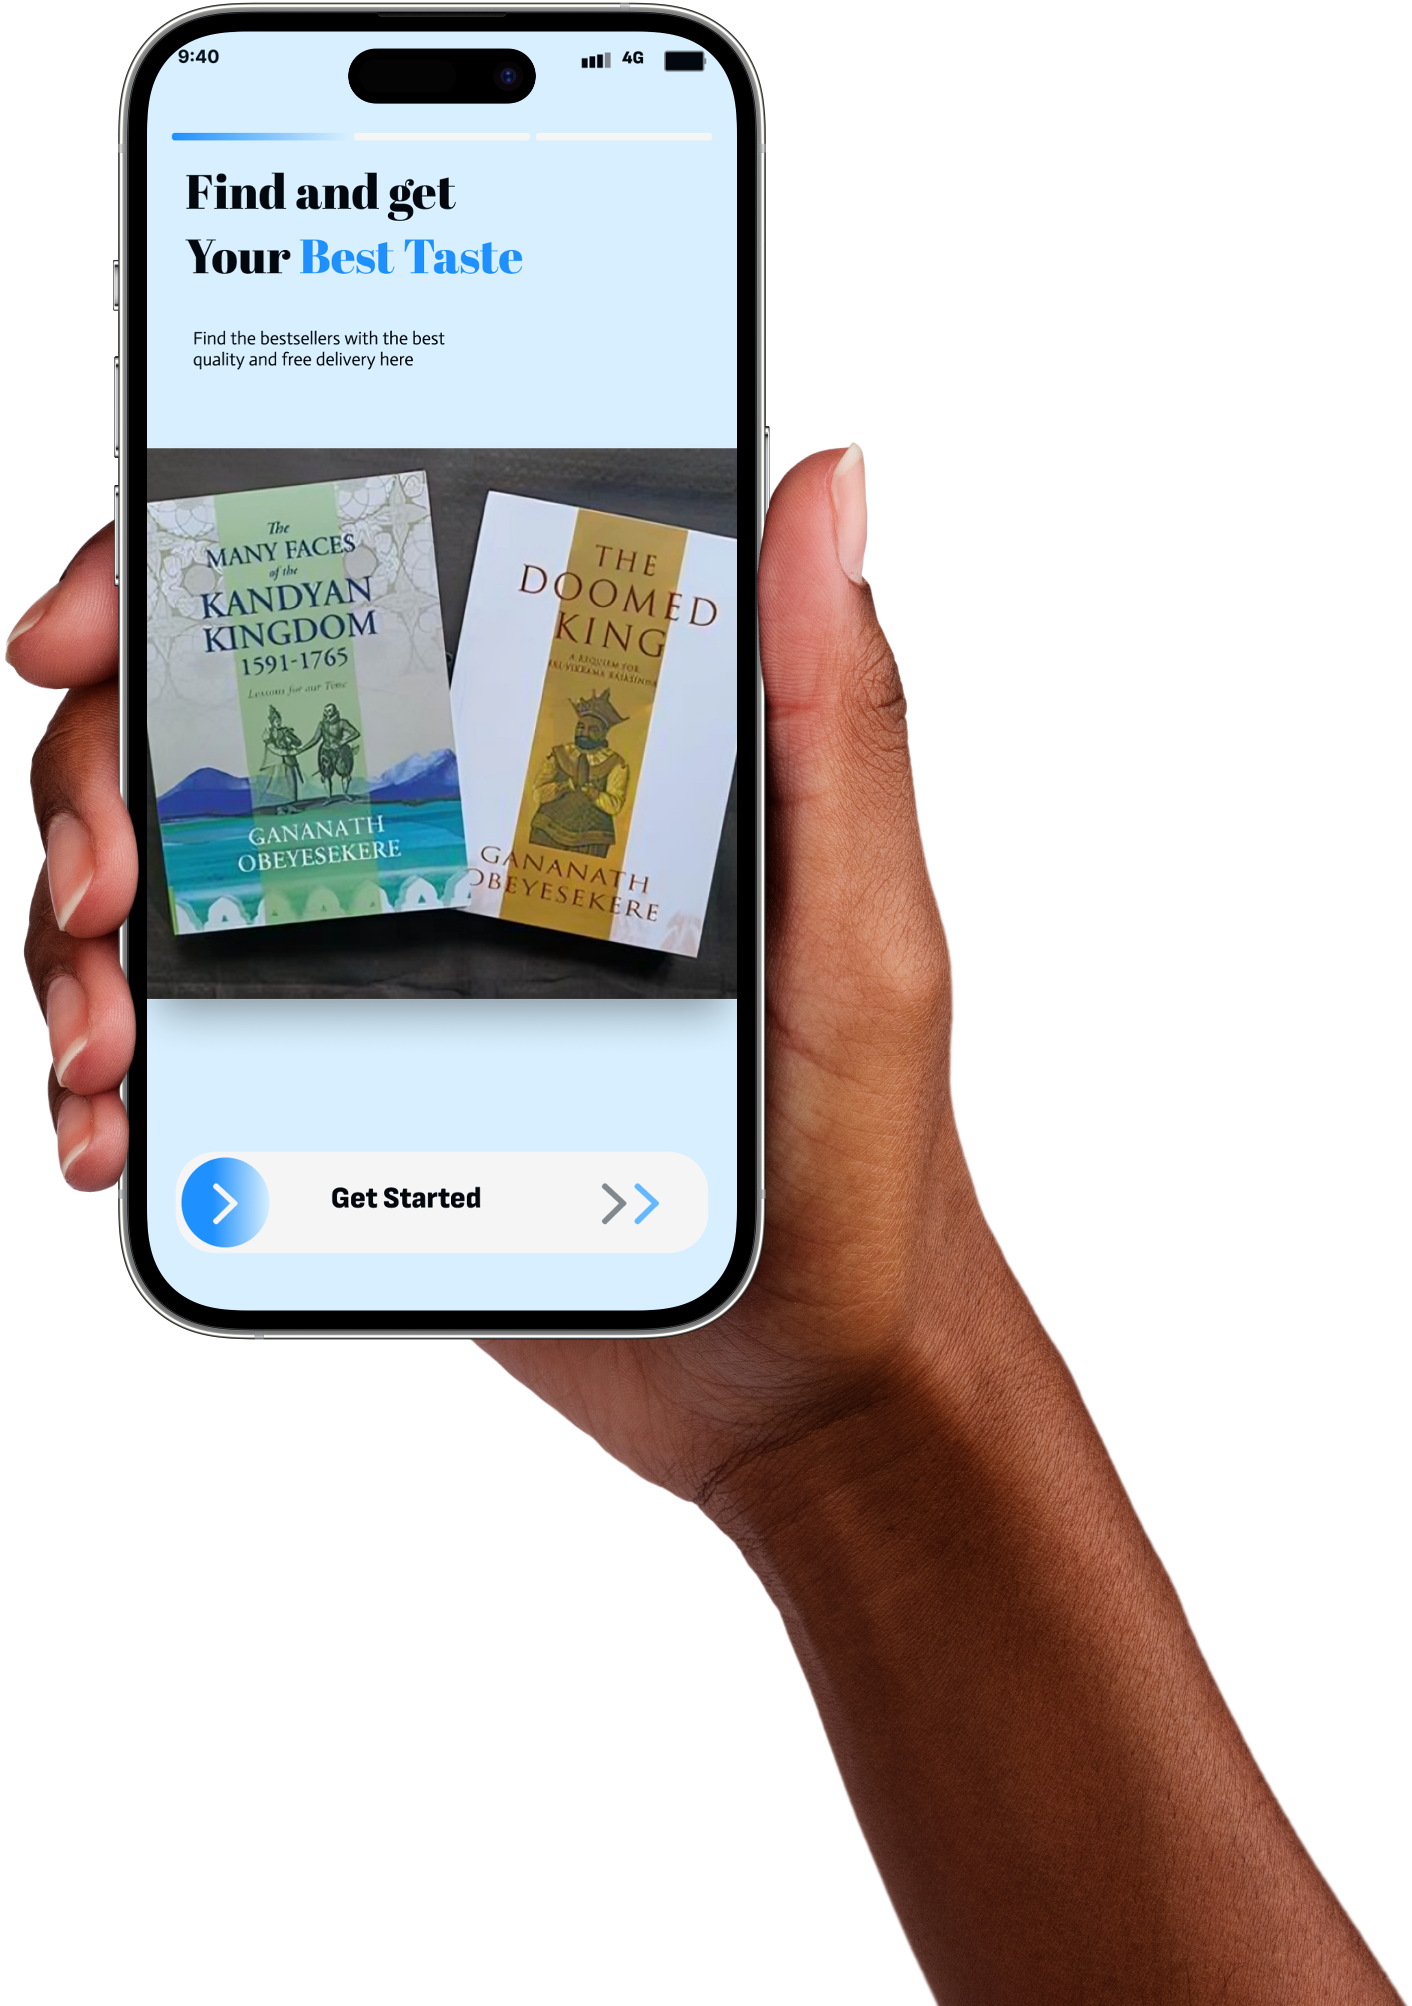 9:40
4G
Find and get
Your Best Taste
Find the bestsellers with the best
quality and free delivery here
The
MANY FACES
of the
KANDYAN
KINGDOM
1591-1765
Lessons for our Time
GANANATH
OBEYESEKERE
THE
DOOMED
KING
A REQUIEM FOR
SRI VIKRAMA RAJASINHA
GANANATH
OBEYESEKERE
Get Started